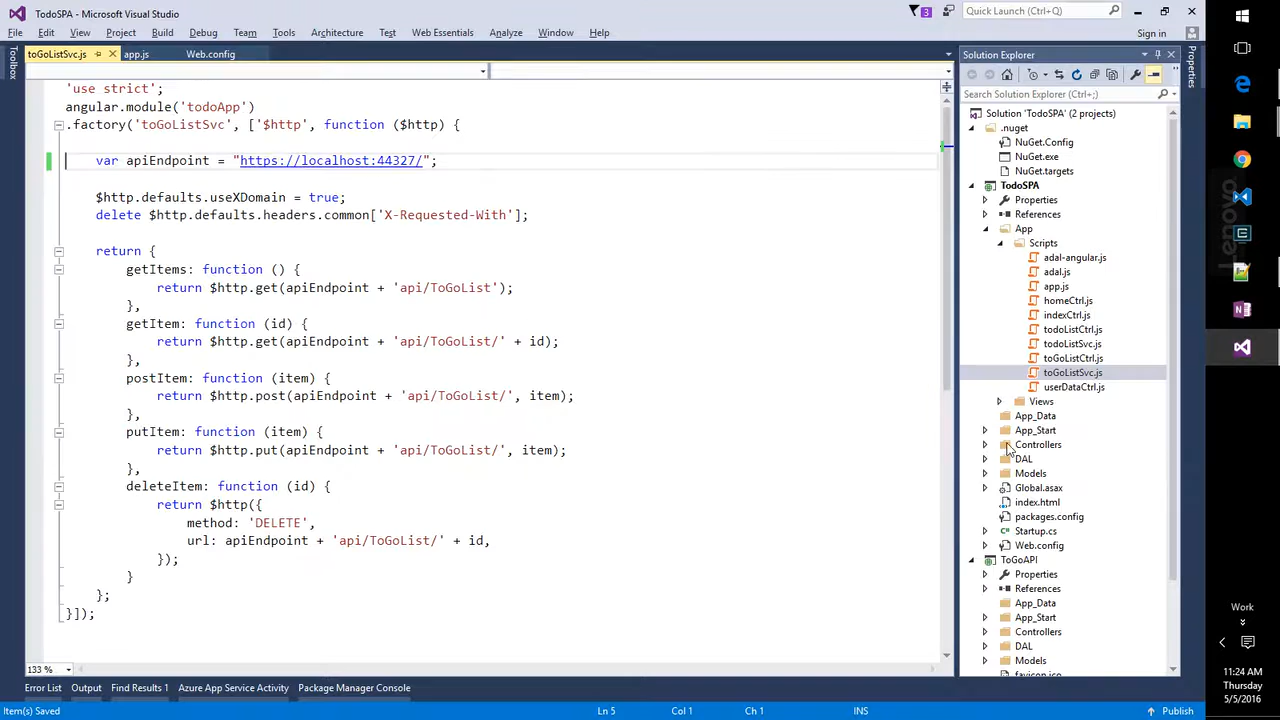 TodoSPA - Microsoft Visual Studio
3
Quick Launch (Ctrl+Q)
File Edit View Project Build Debug Team Tools Architecture Test Web Essentials Analyze Window Help
Sign in
toGoListSvc.js app.js Web.config
Toolbox
'use strict';
angular.module('todoApp')
.factory('toGoListSvc', ['$http', function ($http) {
var apiEndpoint = "https://localhost:44327/";
$http.defaults.useXDomain = true;
delete $http.defaults.headers.common['X-Requested-With'];
return {
getItems: function () {
return $http.get(apiEndpoint + 'api/ToGoList');
},
getItem: function (id) {
return $http.get(apiEndpoint + 'api/ToGoList/' + id);
},
postItem: function (item) {
return $http.post(apiEndpoint + 'api/ToGoList/', item);
},
putItem: function (item) {
return $http.put(apiEndpoint + 'api/ToGoList/', item);
},
deleteItem: function (id) {
return $http({
method: 'DELETE',
url: apiEndpoint + 'api/ToGoList/' + id,
});
}
};
}]);
133 %
Solution Explorer
Search Solution Explorer (Ctrl+;)
Solution 'TodoSPA' (2 projects)
.nuget
NuGet.Config
NuGet.exe
NuGet.targets
TodoSPA
Properties
References
App
Scripts
adal-angular.js
adal.js
app.js
homeCtrl.js
indexCtrl.js
todoListCtrl.js
todoListSvc.js
toGoListCtrl.js
toGoListSvc.js
userDataCtrl.js
Views
App_Data
App_Start
Controllers
DAL
Models
Global.asax
index.html
packages.config
Startup.cs
Web.config
ToGoAPI
Properties
References
App_Data
App_Start
Controllers
DAL
Models
favicon.ico
Properties
Error List Output Find Results 1 Azure App Service Activity Package Manager Console
Item(s) Saved Ln 5 Col 1 Ch 1 INS Publish
Lenovo
Work
11:24 AM
Thursday
5/5/2016